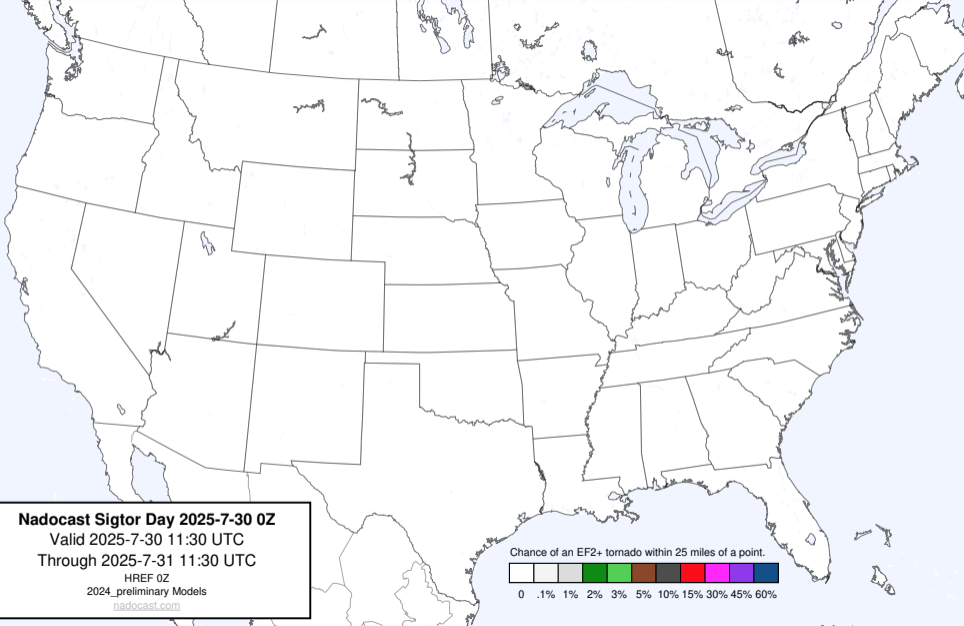 Nadocast Sigtor Day 2025-7-30 0Z
Valid 2025-7-30 11:30 UTC
Through 2025-7-31 11:30 UTC
HREF 0Z
2024_preliminary Models
nadocast.com
Chance of an EF2+ tornado within 25 miles of a point.
0 .1% 1% 2% 3% 5% 10% 15% 30% 45% 60%